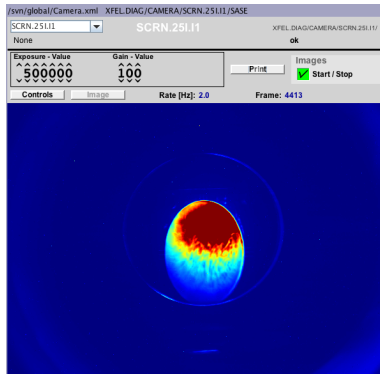 /svn/global/Camera.xml XFEL.DIAG/CAMERA/SCRN.25I.I1/SASE
SCRN.25I.I1 SCRN.25I.I1 XFEL.DIAG/CAMERA/SCRN.25I.I1/
None ok
Exposure - Value Gain - Value Images
500000 100 Print Start / Stop
Controls Image Rate [Hz]: 2.0 Frame: 4413